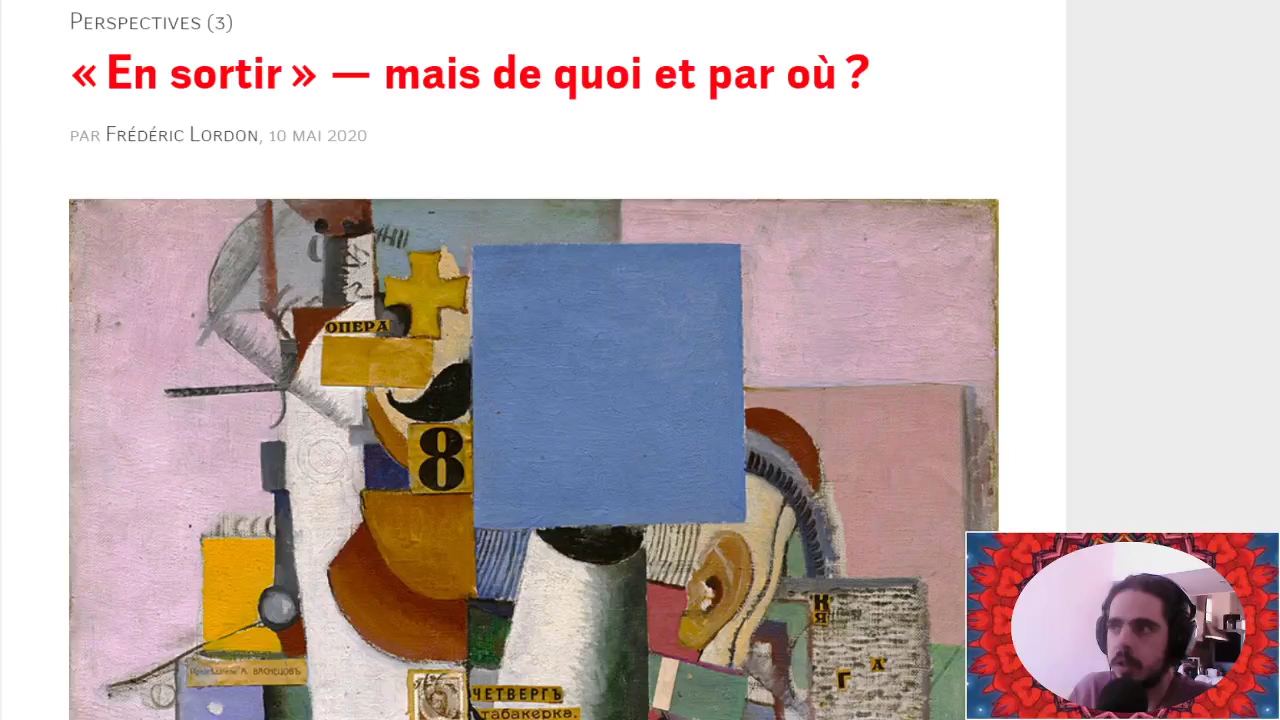 Perspectives (3)
« En sortir » — mais de quoi et par où ?
par Frédéric Lordon, 10 mai 2020
ОПЕРА
8
К
Я
А
Г
А. ВАСНЕЦОВЪ
ЧЕТВЕРГЪ
табакерка.